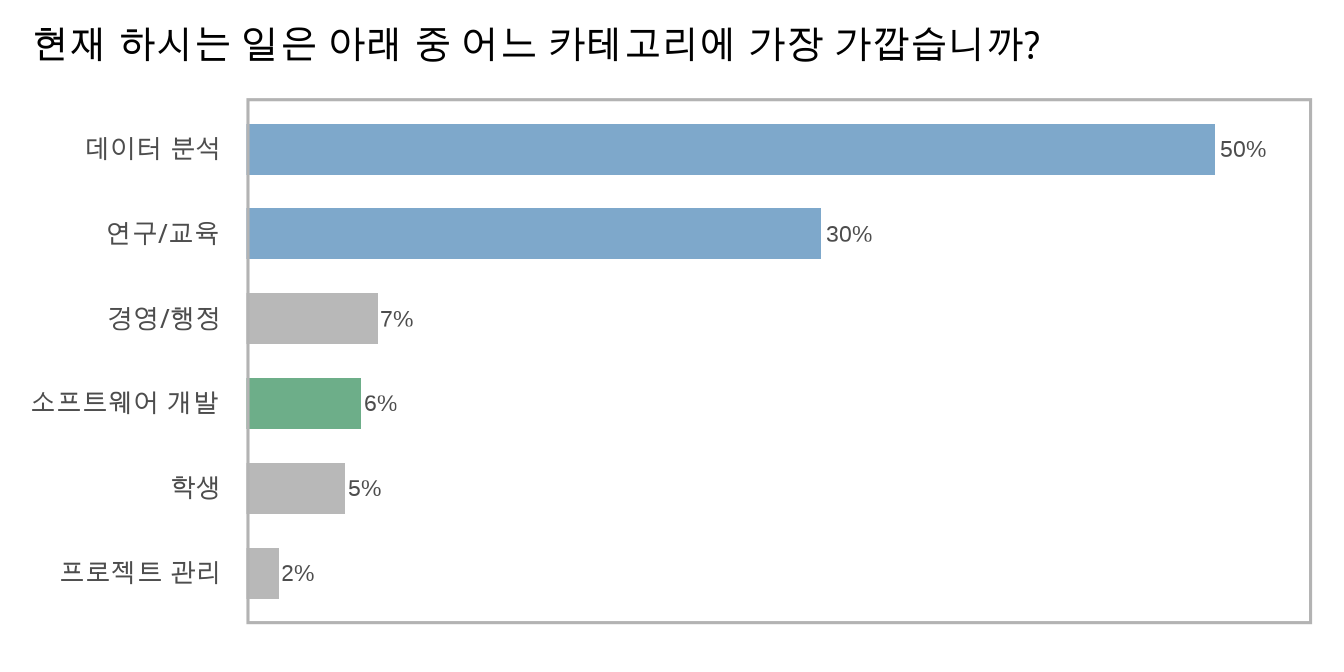 현재 하시는 일은 아래 중 어느 카테고리에 가장 가깝습니까?
데이터 분석 50%
연구/교육 30%
경영/행정 7%
소프트웨어 개발 6%
학생 5%
프로젝트 관리 2%